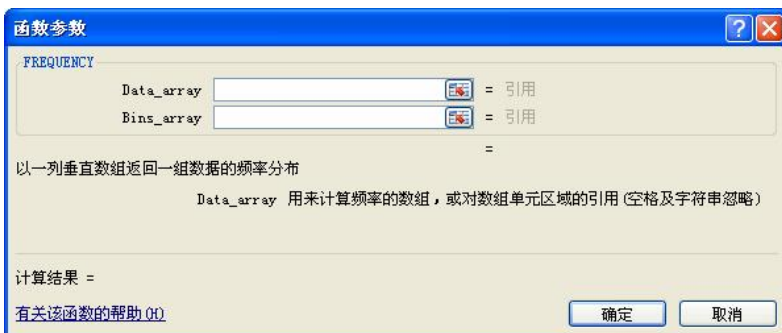 函数参数
FREQUENCY
Data_array = 引用
Bins_array = 引用
=
以一列垂直数组返回一组数据的频率分布
Data_array 用来计算频率的数组，或对数组单元区域的引用(空格及字符串忽略)
计算结果 =
有关该函数的帮助(H)
确定 取消